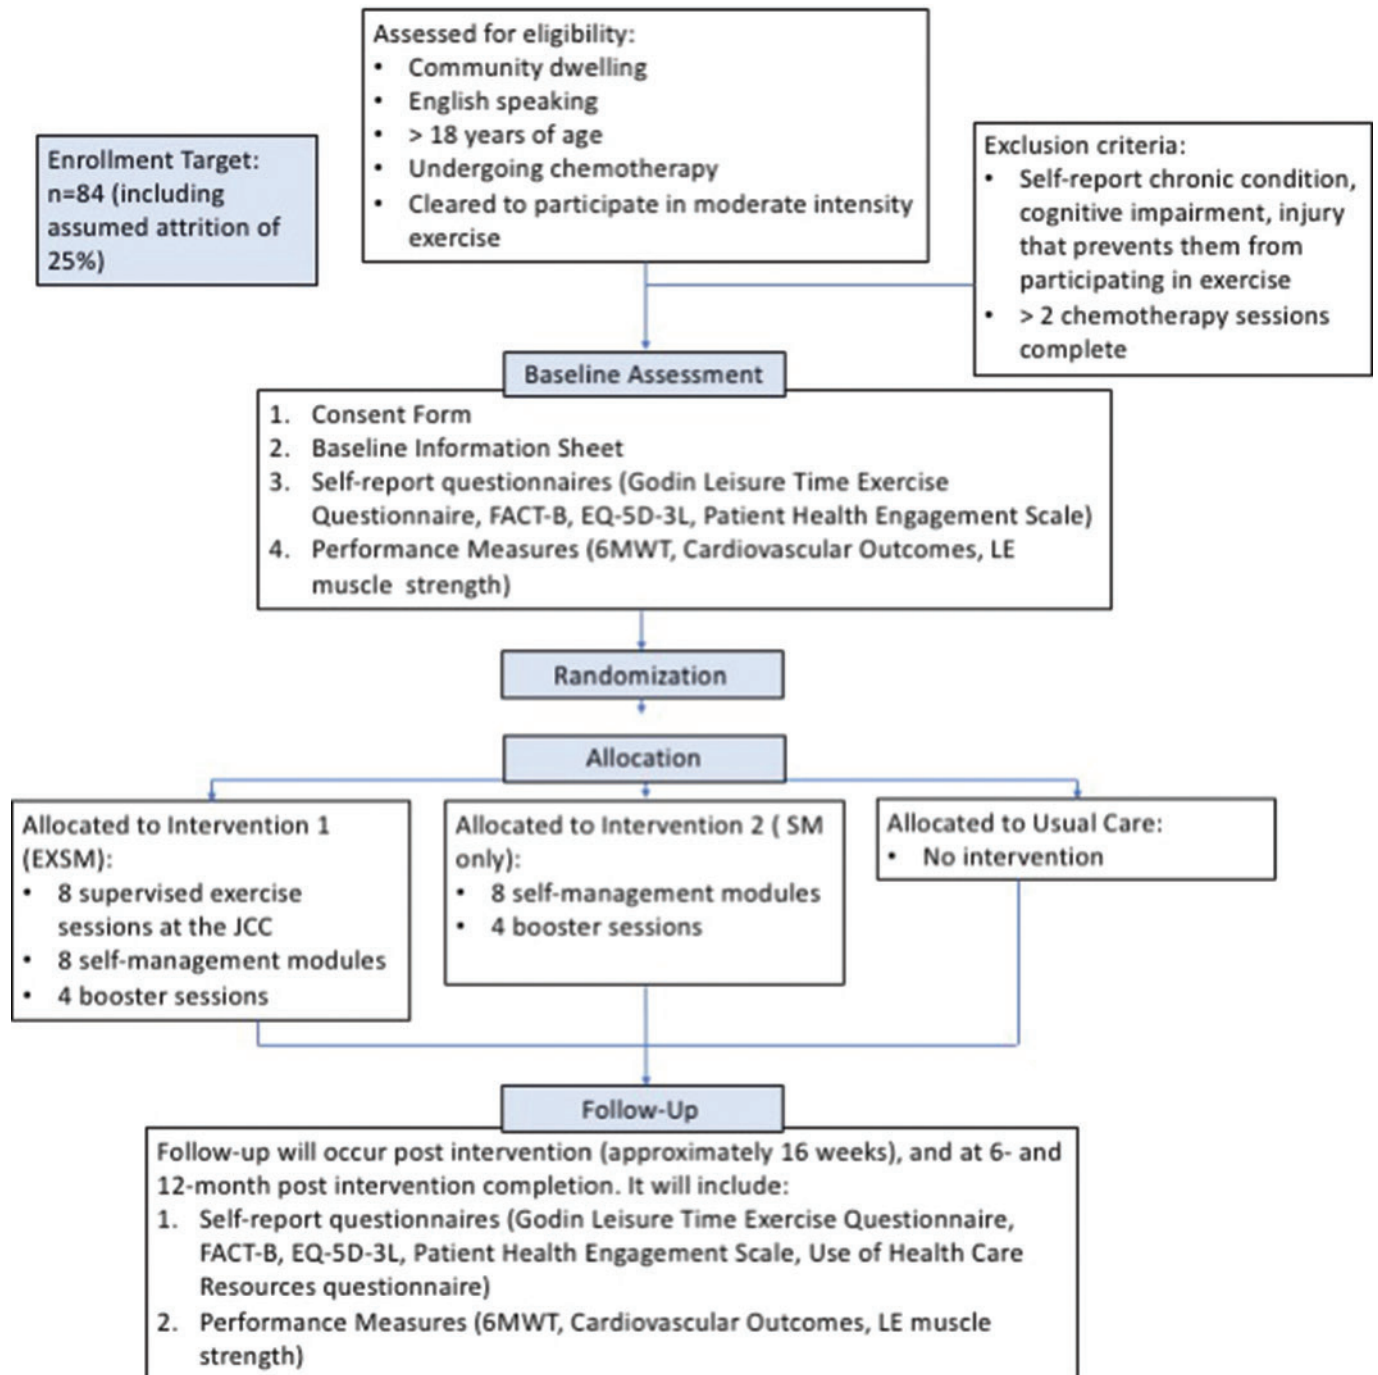 Assessed for eligibility:
• Community dwelling
• English speaking
• > 18 years of age
• Undergoing chemotherapy
• Cleared to participate in moderate intensity
exercise
Enrollment Target:
n=84 (including
assumed attrition of
25%)
Exclusion criteria:
• Self-report chronic condition,
cognitive impairment, injury
that prevents them from
participating in exercise
• > 2 chemotherapy sessions
complete
Baseline Assessment
1. Consent Form
2. Baseline Information Sheet
3. Self-report questionnaires (Godin Leisure Time Exercise
Questionnaire, FACT-B, EQ-5D-3L, Patient Health Engagement Scale)
4. Performance Measures (6MWT, Cardiovascular Outcomes, LE
muscle strength)
Randomization
Allocation
Allocated to Intervention 1
(EXSM):
• 8 supervised exercise
sessions at the JCC
• 8 self-management modules
• 4 booster sessions
Allocated to Intervention 2 ( SM
only):
• 8 self-management modules
• 4 booster sessions
Allocated to Usual Care:
• No intervention
Follow-Up
Follow-up will occur post intervention (approximately 16 weeks), and at 6- and
12-month post intervention completion. It will include:
1. Self-report questionnaires (Godin Leisure Time Exercise Questionnaire,
FACT-B, EQ-5D-3L, Patient Health Engagement Scale, Use of Health Care
Resources questionnaire)
2. Performance Measures (6MWT, Cardiovascular Outcomes, LE muscle
strength)